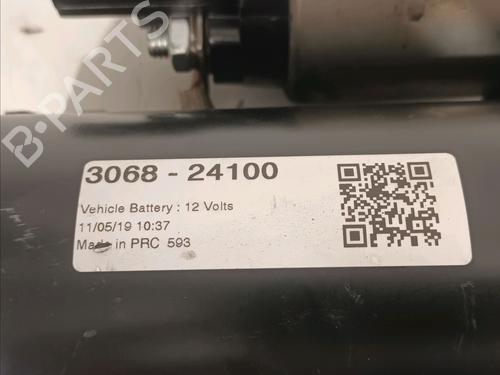 B-PARTS
3068 - 24100
Vehicle Battery : 12 Volts
11/05/19 10:37
Made in PRC 593